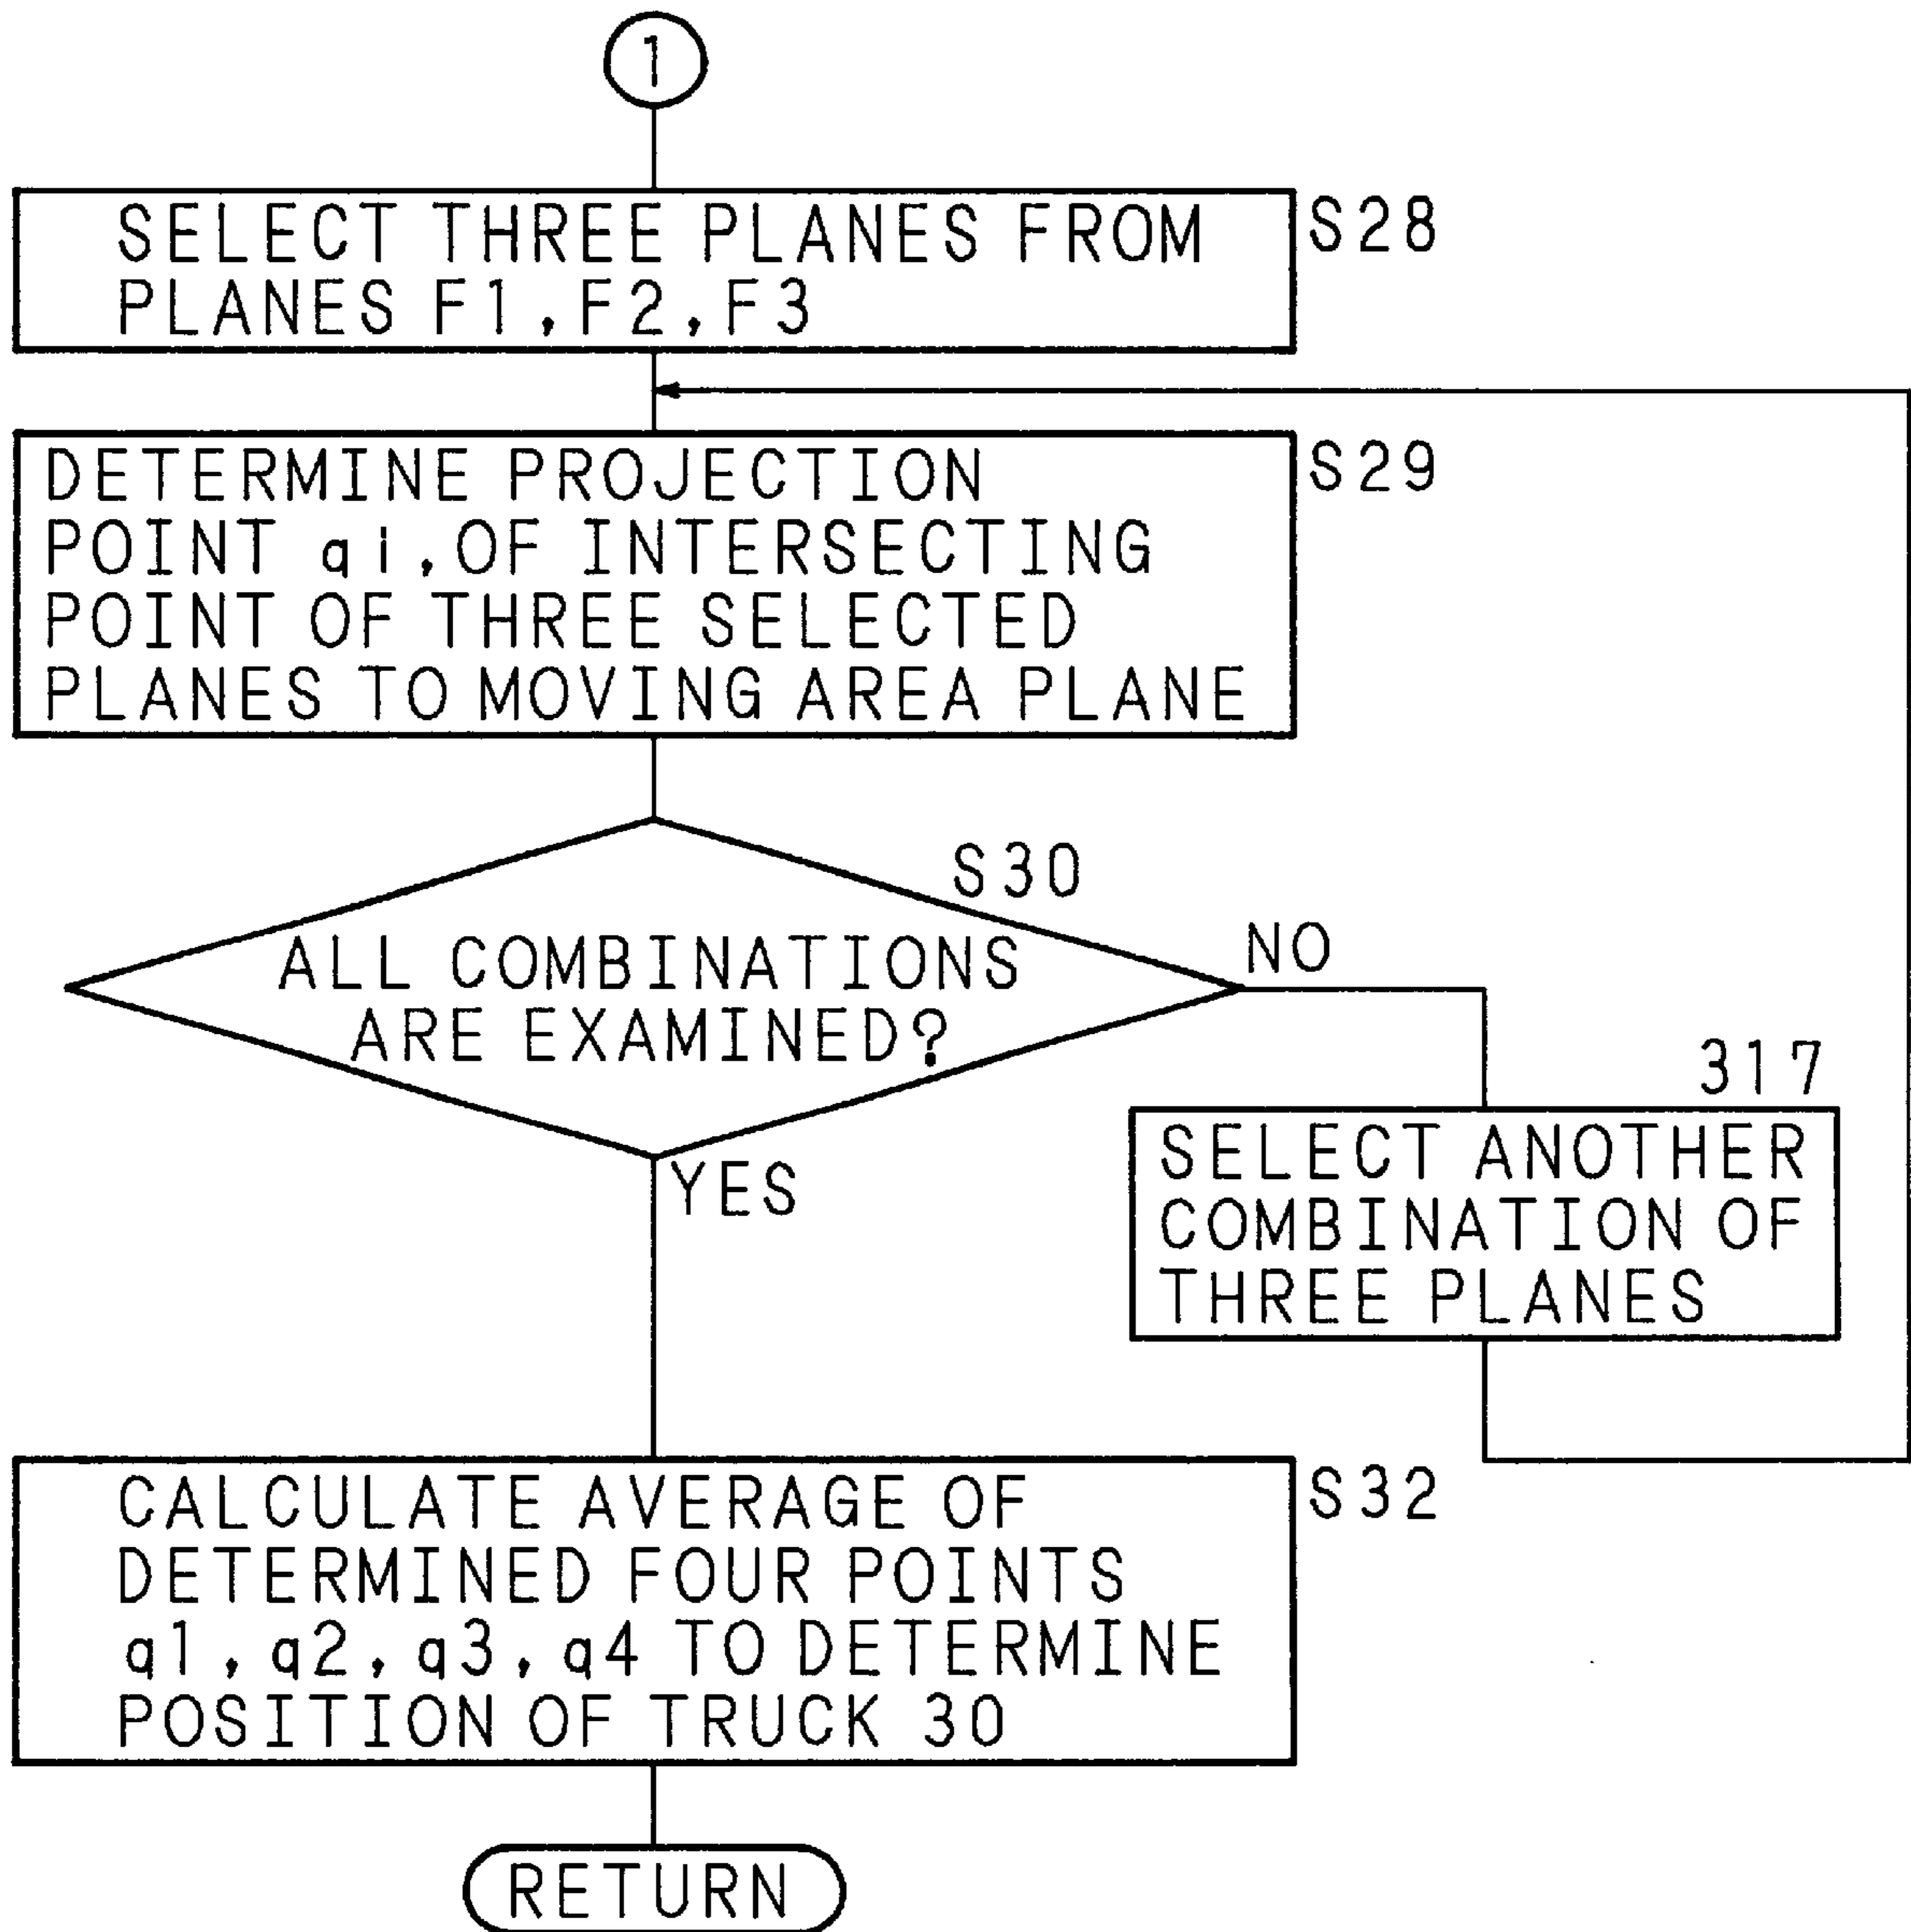 1
SELECT THREE PLANES FROM
PLANES F1,F2,F3
S28
DETERMINE PROJECTION
POINT qi,OF INTERSECTING
POINT OF THREE SELECTED
PLANES TO MOVING AREA PLANE
S29
S30
ALL COMBINATIONS
ARE EXAMINED?
NO
YES
317
SELECT ANOTHER
COMBINATION OF
THREE PLANES
CALCULATE AVERAGE OF
DETERMINED FOUR POINTS
q1,q2,q3,q4 TO DETERMINE
POSITION OF TRUCK 30
S32
RETURN